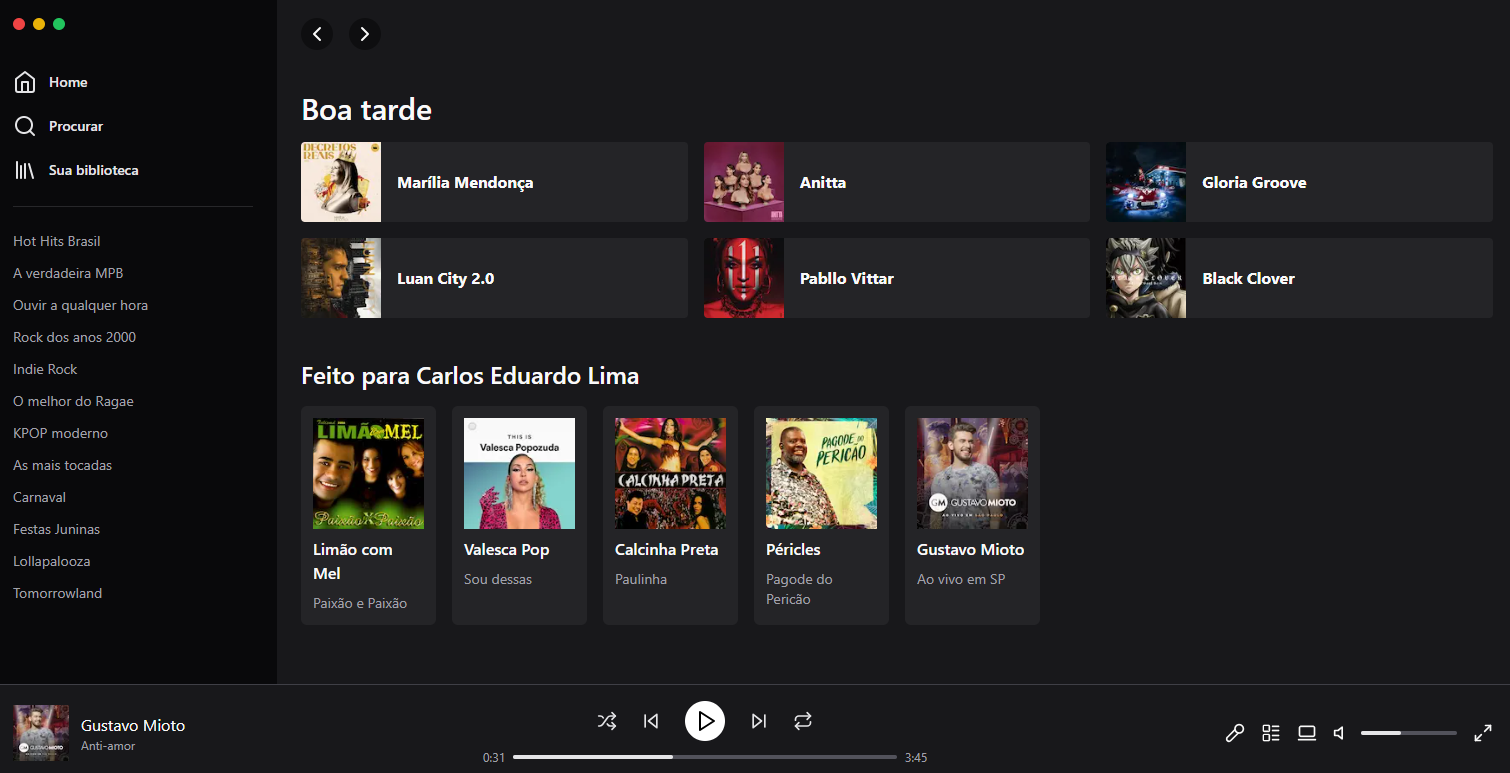 Home
Procurar
Sua biblioteca
Hot Hits Brasil
A verdadeira MPB
Ouvir a qualquer hora
Rock dos anos 2000
Indie Rock
O melhor do Ragae
KPOP moderno
As mais tocadas
Carnaval
Festas Juninas
Lollapalooza
Tomorrowland
Boa tarde
DECRETOS
REAIS
Marília Mendonça
Anitta
Gloria Groove
Luan City 2.0
Pabllo Vittar
Black Clover
Feito para Carlos Eduardo Lima
LIMÃO COM MEL
Paixão X Paixão
Limão com
Mel
Paixão e Paixão
THIS IS
Valesca Popozuda
Valesca Pop
Sou dessas
CALCINHA PRETA
Calcinha Preta
Paulinha
PAGODE DO
PERICÃO
Péricles
Pagode do
Pericão
GM GUSTAVO MIOTO
AO VIVO EM SÃO PAULO
Gustavo Mioto
Ao vivo em SP
GM GUSTAVO MIOTO
Gustavo Mioto
Anti-amor
0:31
3:45